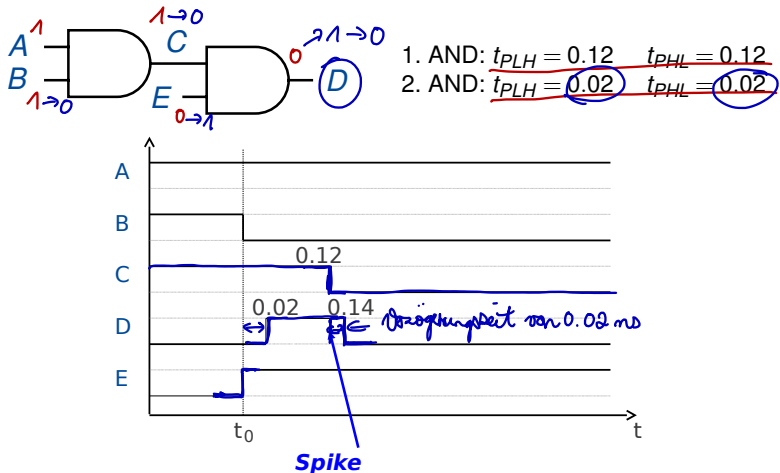 1 1→0
A C 0 →1→0
B E D
1→0 0→1
1. AND: tPLH = 0.12 tPHL = 0.12
2. AND: tPLH = 0.02 tPHL = 0.02
A
B
0.12
C
0.02 0.14
D Verzögerungszeit von 0.02 ns
E
t0 t
Spike